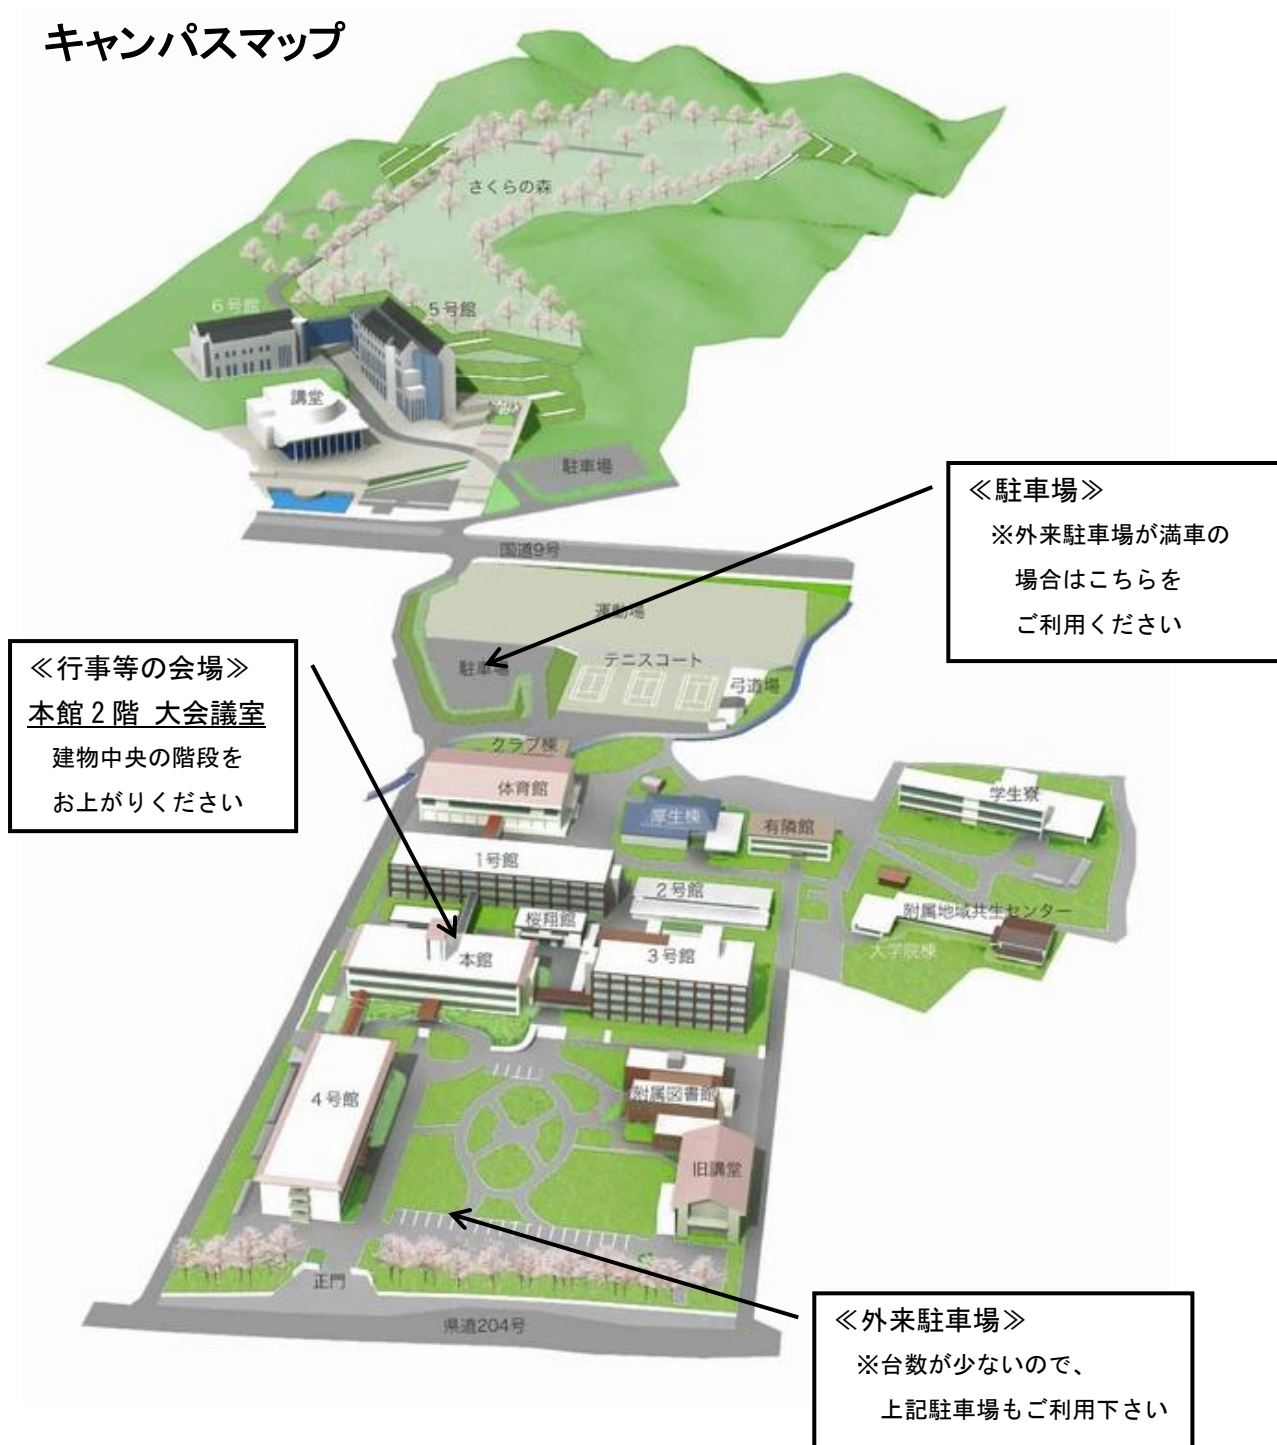 キャンパスマップ
さくらの森
6号館
5号館
講堂
駐車場
≪駐車場≫
※外来駐車場が満車の
場合はこちらを
ご利用ください
国道9号
運動場
≪行事等の会場≫
本館2階 大会議室
建物中央の階段を
お上がりください
駐車場
テニスコート
弓道場
クラブ棟
体育館
学生寮
厚生棟
有隣館
1号館
2号館
附属地域共生センター
桜翔館
大学院棟
本館
3号館
4号館
附属図書館
旧講堂
正門
県道204号
≪外来駐車場≫
※台数が少ないので、
上記駐車場もご利用下さい